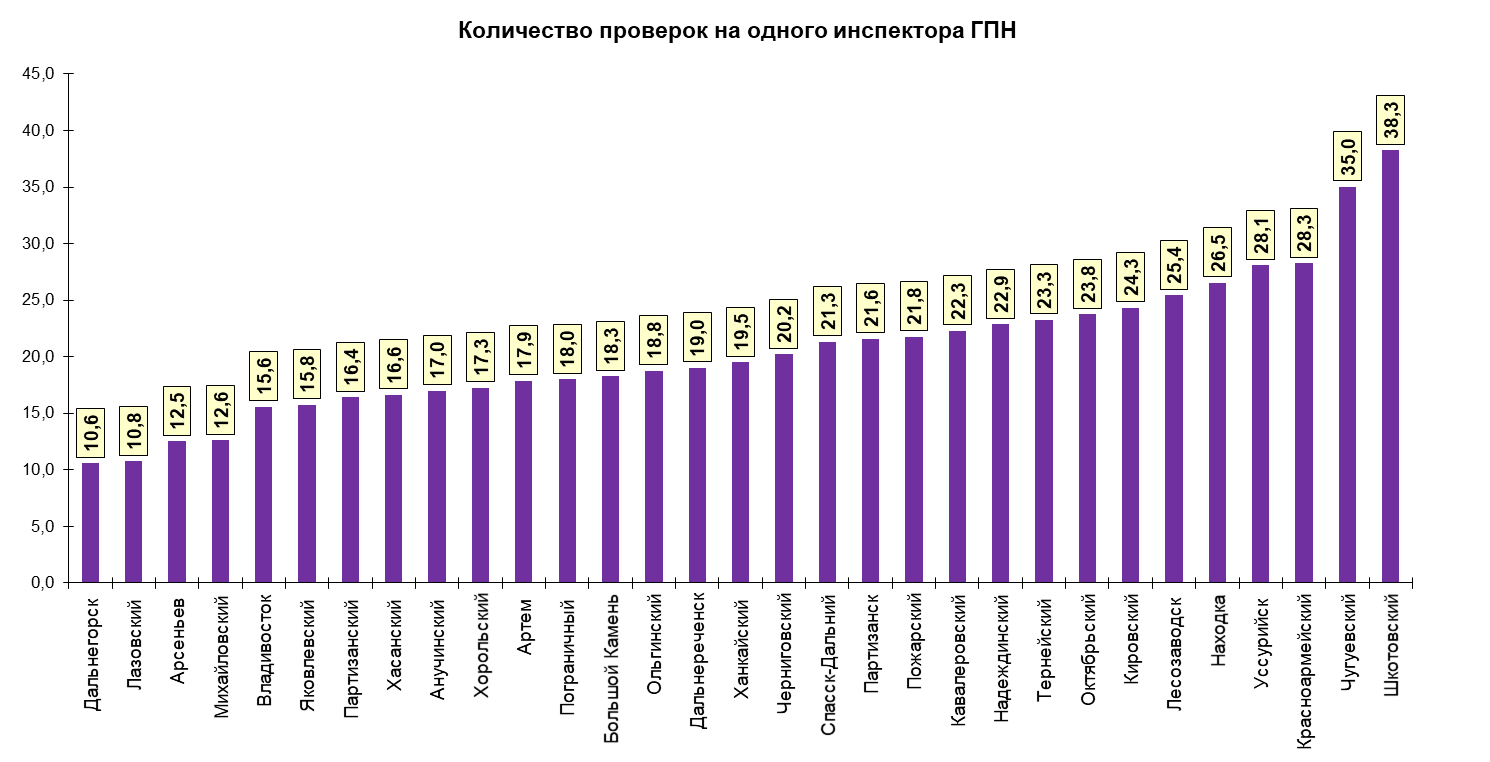 Количество проверок на одного инспектора ГПН
45,0
40,0
35,0
30,0
25,0
20,0
15,0
10,0
5,0
0,0
10,6
10,8
12,5
12,6
15,6
15,8
16,4
16,6
17,0
17,3
17,9
18,0
18,3
18,8
19,0
19,5
20,2
21,3
21,6
21,8
22,3
22,9
23,3
23,8
24,3
25,4
26,5
28,1
28,3
35,0
38,3
Дальнегорск
Лазовский
Арсеньев
Михайловский
Владивосток
Яковлевский
Партизанский
Хасанский
Анучинский
Хорольский
Артем
Пограничный
Большой Камень
Ольгинский
Дальнереченск
Ханкайский
Черниговский
Спасск-Дальний
Партизанск
Пожарский
Кавалеровский
Надеждинский
Тернейский
Октябрьский
Кировский
Лесозаводск
Находка
Уссурийск
Красноармейский
Чугуевский
Шкотовский